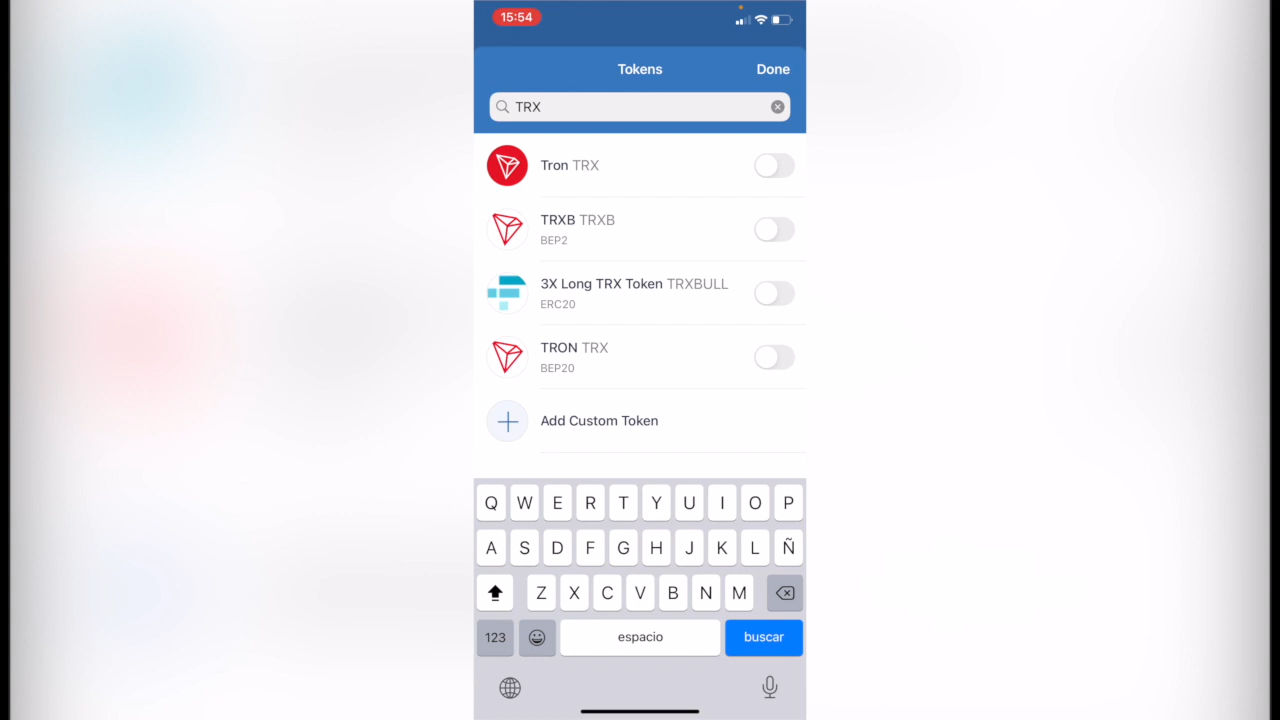 15:54
Tokens
Done
TRX
Tron TRX
TRXB TRXB
BEP2
3X Long TRX Token TRXBULL
ERC20
TRON TRX
BEP20
Add Custom Token
Q W E R T Y U I O P
A S D F G H J K L Ñ
Z X C V B N M
123 espacio buscar